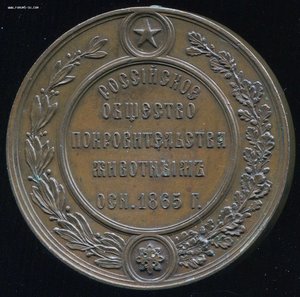 РОССІЙСКОЕ
ОБЩЕСТВО
ПОКРОВИТЕЛЬСТВА
ЖИВОТНЫМЪ
ОСН. 1865 Г.